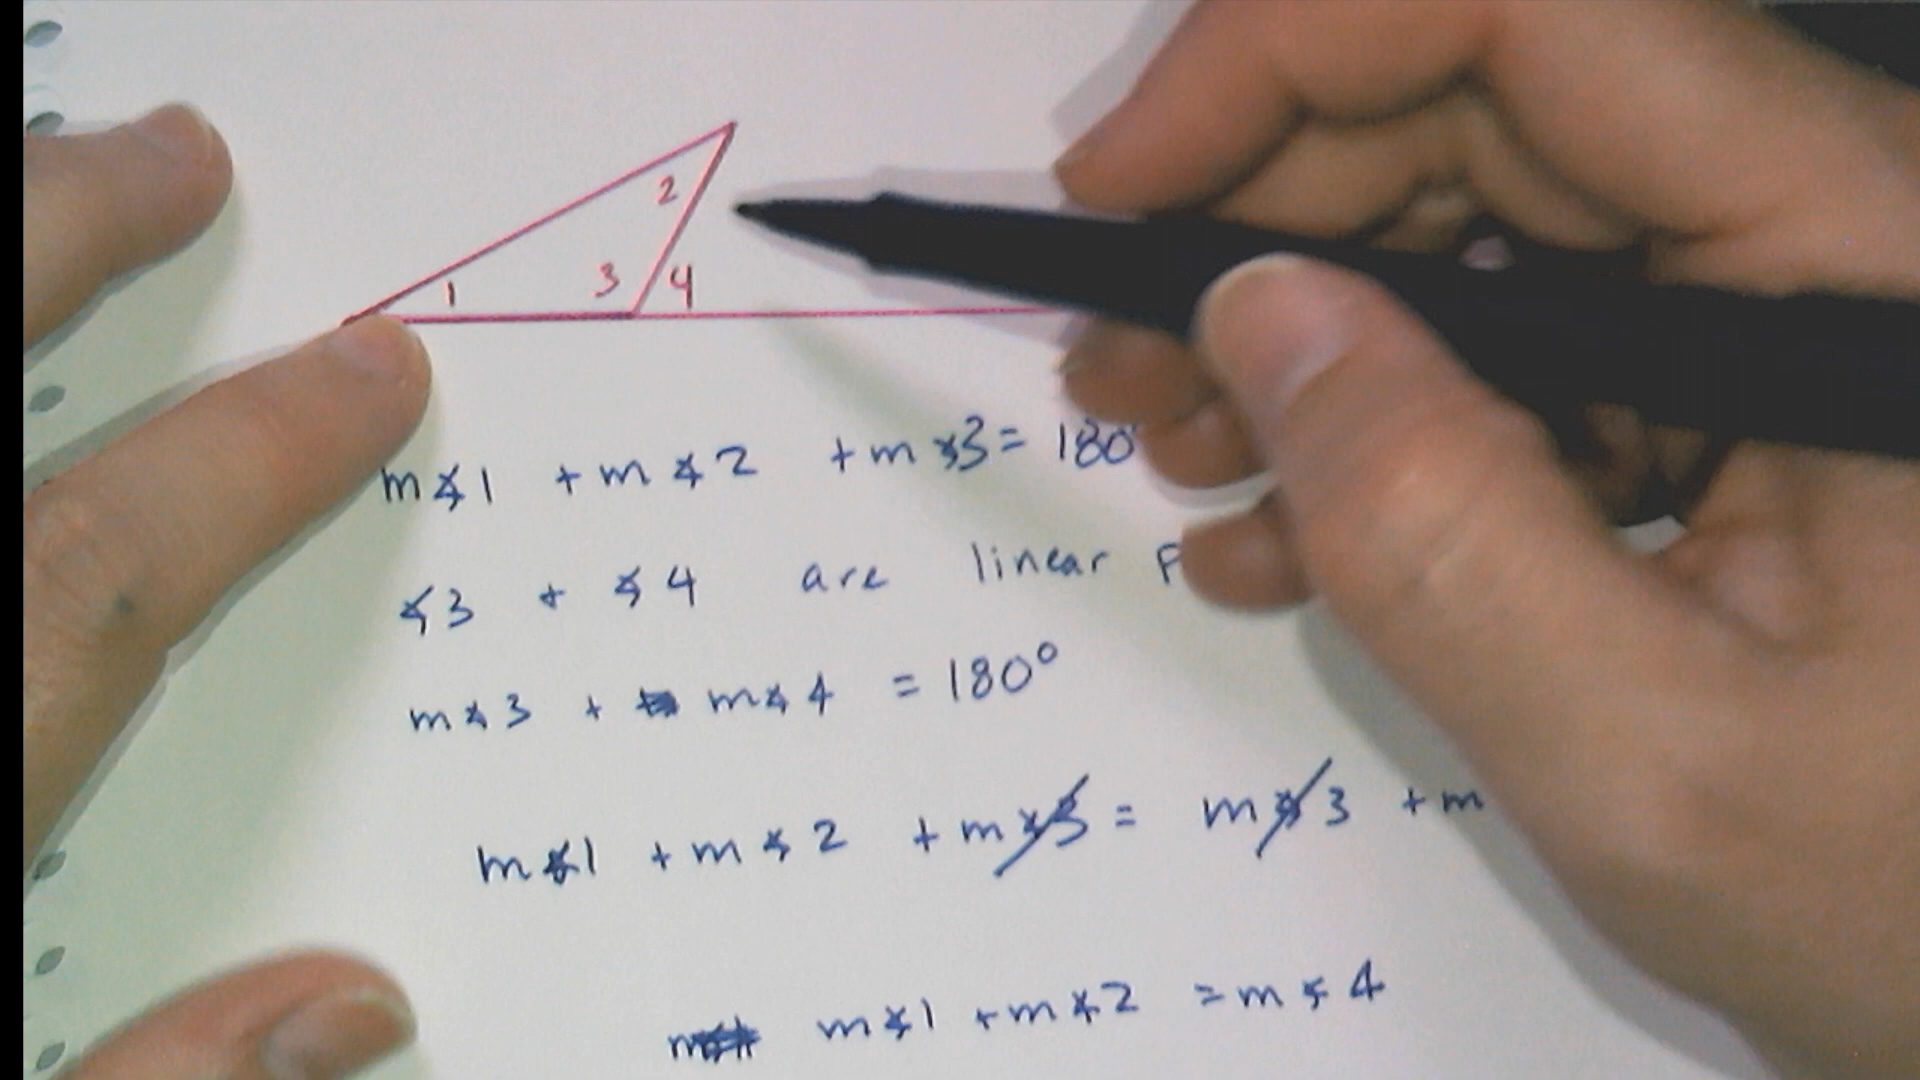 2
1 3 4
m∡1 + m∡2 + m∡3 = 180°
∡3 + ∡4 are linear
m∡3 + m∡4 = 180°
m∡1 + m∡2 + m∡3 = m∡3 + m
m∡1 + m∡2 = m∡4